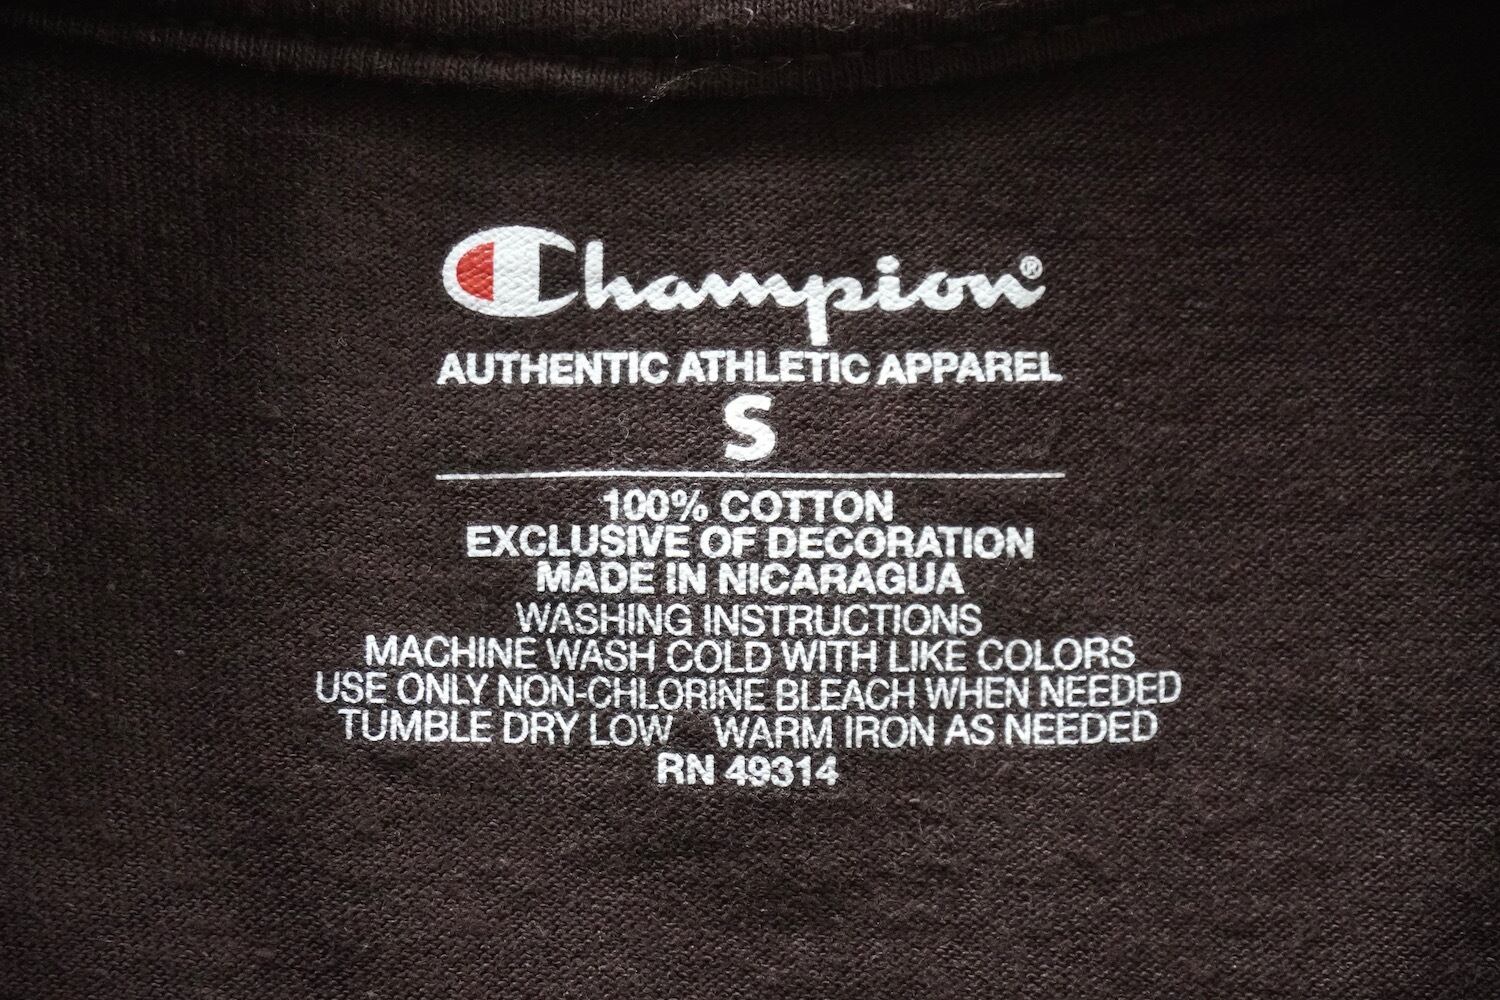 Champion®
AUTHENTIC ATHLETIC APPAREL
S
100% COTTON
EXCLUSIVE OF DECORATION
MADE IN NICARAGUA
WASHING INSTRUCTIONS
MACHINE WASH COLD WITH LIKE COLORS
USE ONLY NON-CHLORINE BLEACH WHEN NEEDED
TUMBLE DRY LOW WARM IRON AS NEEDED
RN 49314